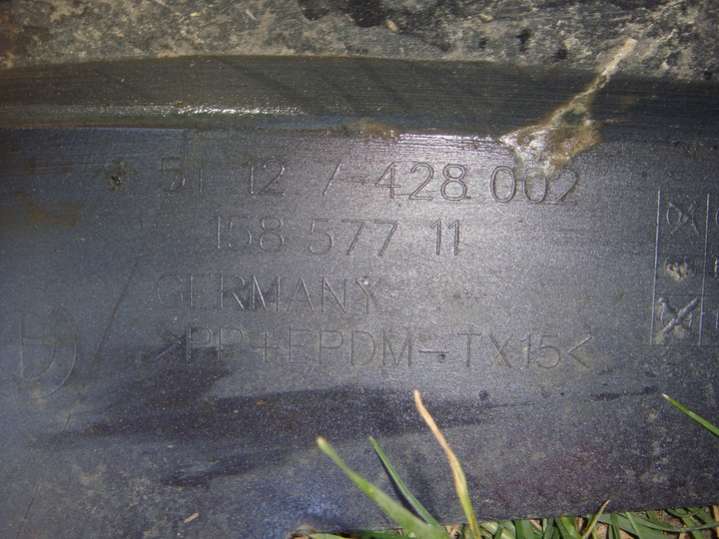 51 12 7 428 002
158 577 11
GERMANY
>PP+EPDM-TX15<